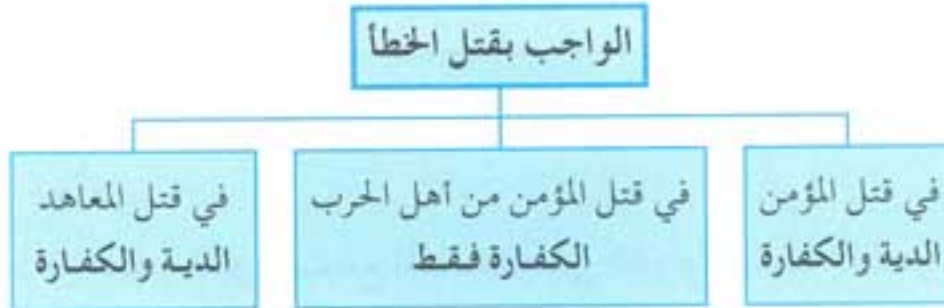 الواجب بقتل الخطأ
في قتل المؤمن
الدية والكفارة
في قتل المؤمن من أهل الحرب
الكفارة فقط
في قتل المعاهد
الدية والكفارة